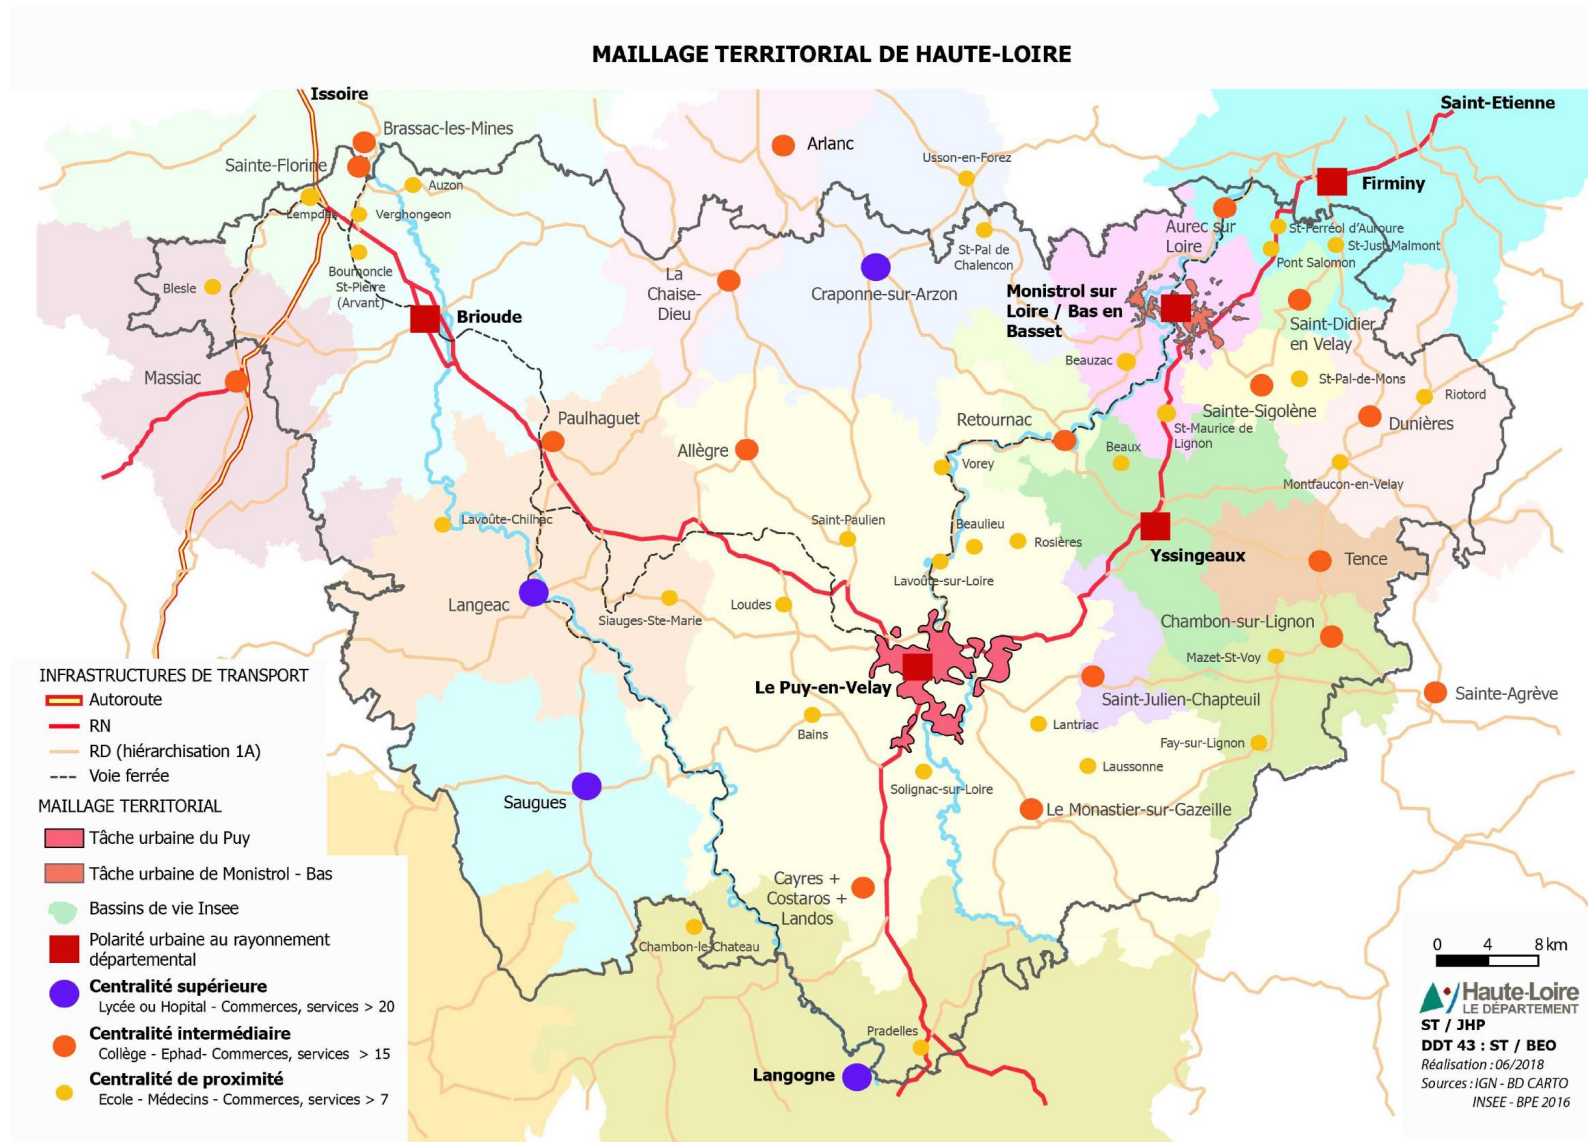 MAILLAGE TERRITORIAL DE HAUTE-LOIRE
Issoire
Saint-Etienne
Brassac-les-Mines
Arlanc
Usson-en-Forez
Sainte-Florine
Firminy
Auzon
Lempdes
Verghongeon
Aurec sur
Loire
St-Ferréol d'Auroure
St-Just-Malmont
Pont Salomon
St-Pal de
Chalencon
Bournoncle
St-Pierre
(Arvant)
Blesle
La
Chaise-
Dieu
Craponne-sur-Arzon
Monistrol sur
Loire / Bas en
Basset
Brioude
Saint-Didier
en Velay
Massiac
Beauzac
St-Pal-de-Mons
Riotord
Sainte-Sigolène
Dunières
Paulhaguet
Retournac
St-Maurice de
Lignon
Allègre
Beaux
Vorey
Montfaucon-en-Velay
Lavoûte-Chilhac
Saint-Paulien
Beaulieu
Rosières
Yssingeaux
Tence
Lavoûte-sur-Loire
Langeac
Loudes
Siauges-Ste-Marie
Chambon-sur-Lignon
Mazet-St-Voy
Le Puy-en-Velay
Saint-Julien-Chapteuil
Sainte-Agrève
Lantriac
Bains
Fay-sur-Lignon
Laussonne
Solignac-sur-Loire
Saugues
Le Monastier-sur-Gazeille
Cayres +
Costaros +
Landos
Chambon-le-Chateau
Pradelles
Langogne
INFRASTRUCTURES DE TRANSPORT
Autoroute
RN
RD (hiérarchisation 1A)
Voie ferrée
MAILLAGE TERRITORIAL
Tâche urbaine du Puy
Tâche urbaine de Monistrol - Bas
Bassins de vie Insee
Polarité urbaine au rayonnement
départemental
Centralité supérieure
Lycée ou Hopital - Commerces, services > 20
Centralité intermédiaire
Collège - Ephad- Commerces, services > 15
Centralité de proximité
Ecole - Médecins - Commerces, services > 7
0 4 8 km
Haute-Loire
LE DÉPARTEMENT
ST / JHP
DDT 43 : ST / BEO
Réalisation : 06/2018
Sources : IGN - BD CARTO
INSEE - BPE 2016